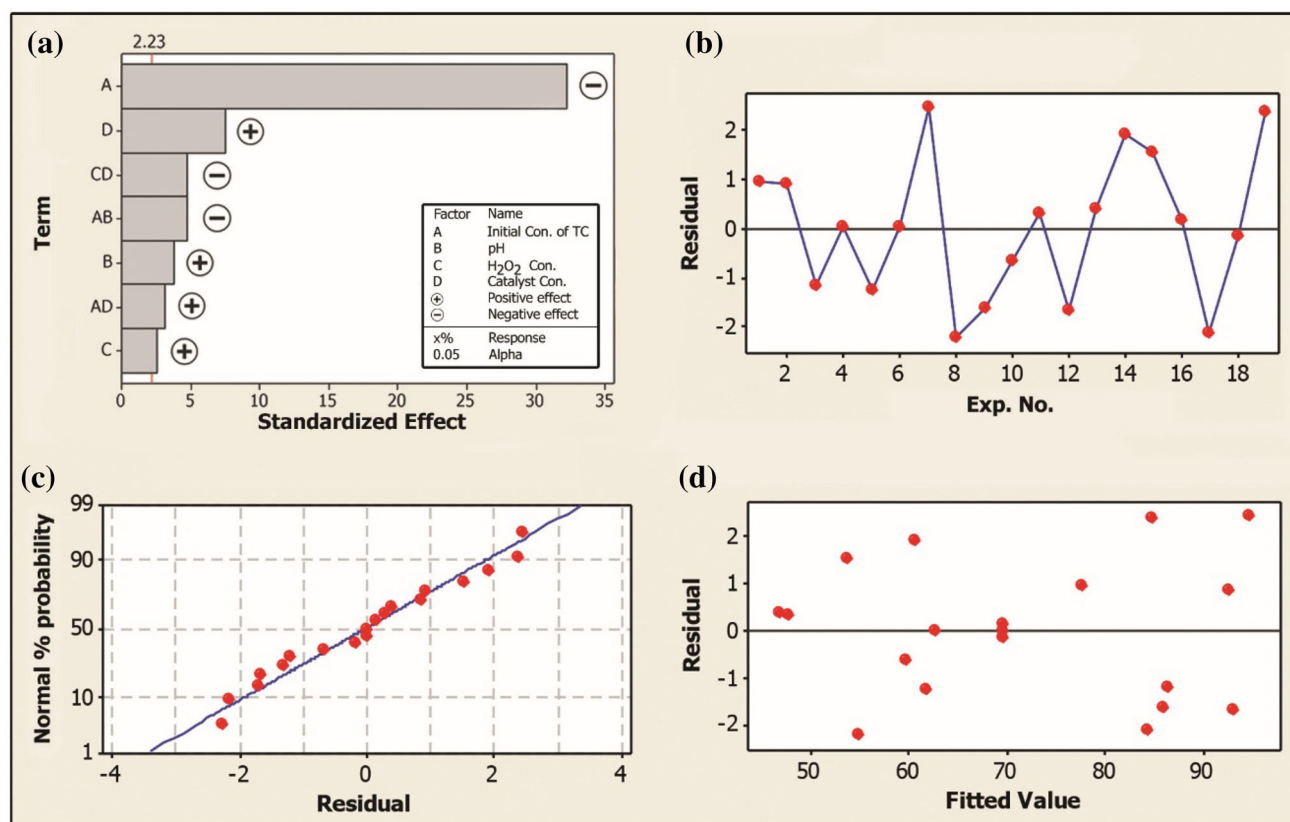 (a)
2.23
Term
A
D
CD
AB
B
AD
C
Factor Name
A Initial Con. of TC
B pH
C H₂O₂ Con.
D Catalyst Con.
⊕ Positive effect
⊖ Negative effect
x% Response
0.05 Alpha
0 5 10 15 20 25 30 35
Standardized Effect
(b)
Residual
2
1
0
-1
-2
2 4 6 8 10 12 14 16 18
Exp. No.
(c)
Normal % probability
99
90
50
10
1
-4 -2 0 2 4
Residual
(d)
Residual
2
1
0
-1
-2
50 60 70 80 90
Fitted Value